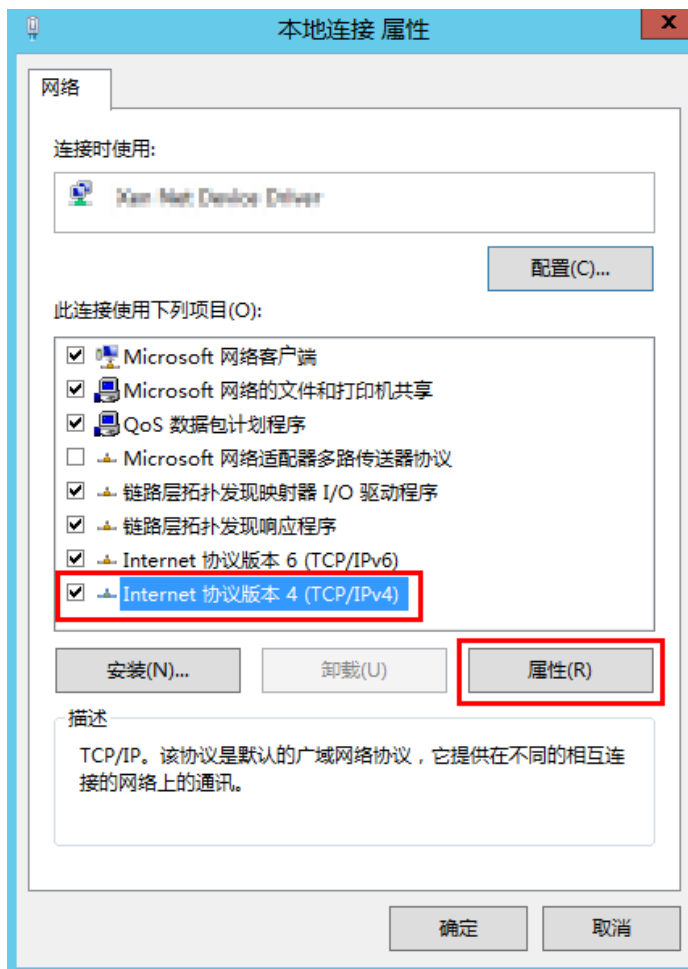 本地连接 属性
x
网络
连接时使用:
Xen Net Device Driver
配置(C)...
此连接使用下列项目(O):
Microsoft 网络客户端
Microsoft 网络的文件和打印机共享
QoS 数据包计划程序
Microsoft 网络适配器多路传送器协议
链路层拓扑发现映射器 I/O 驱动程序
链路层拓扑发现响应程序
Internet 协议版本 6 (TCP/IPv6)
Internet 协议版本 4 (TCP/IPv4)
安装(N)... 卸载(U) 属性(R)
描述
TCP/IP。该协议是默认的广域网络协议，它提供在不同的相互连
接的网络上的通讯。
确定 取消